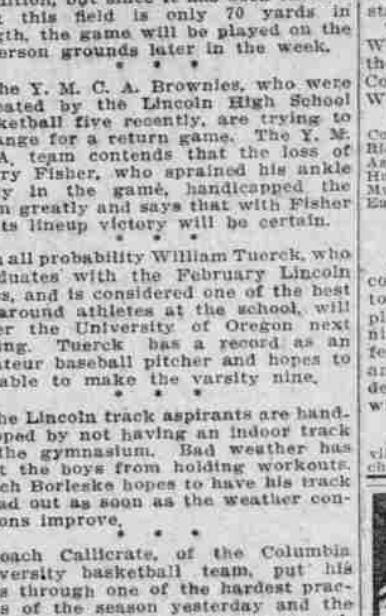 this field is only 70 yards in
the game will be played on the
grounds later in the week.
* * *
he Y. M. C. A. Brownies, who were
eated by the Lincoln High School
ketball five recently, are trying to
ange for a return game. The Y. M.
A. team contends that the loss of
ry Fisher, who sprained his ankle
ly in the game, handicapped the
m greatly and says that with Fisher
its lineup victory will be certain.
* * *
all probability William Tuerck, who
duates with the February Lincoln
s, and is considered one of the best
around athletes at the school, will
er the University of Oregon next
ing. Tuerck has a record as an
ateur baseball pitcher and hopes to
able to make the varsity nine.
* * *
he Lincoln track aspirants are hand-
pped by not having an indoor track
the gymnasium. Bad weather has
t the boys from holding workouts.
ch Borleske hopes to have his track
ad out as soon as the weather con-
ons improve.
* * *
oach Callicrate, of the Columbia
versity basketball team, put his
s through one of the hardest prac-
s of the season yesterday and the